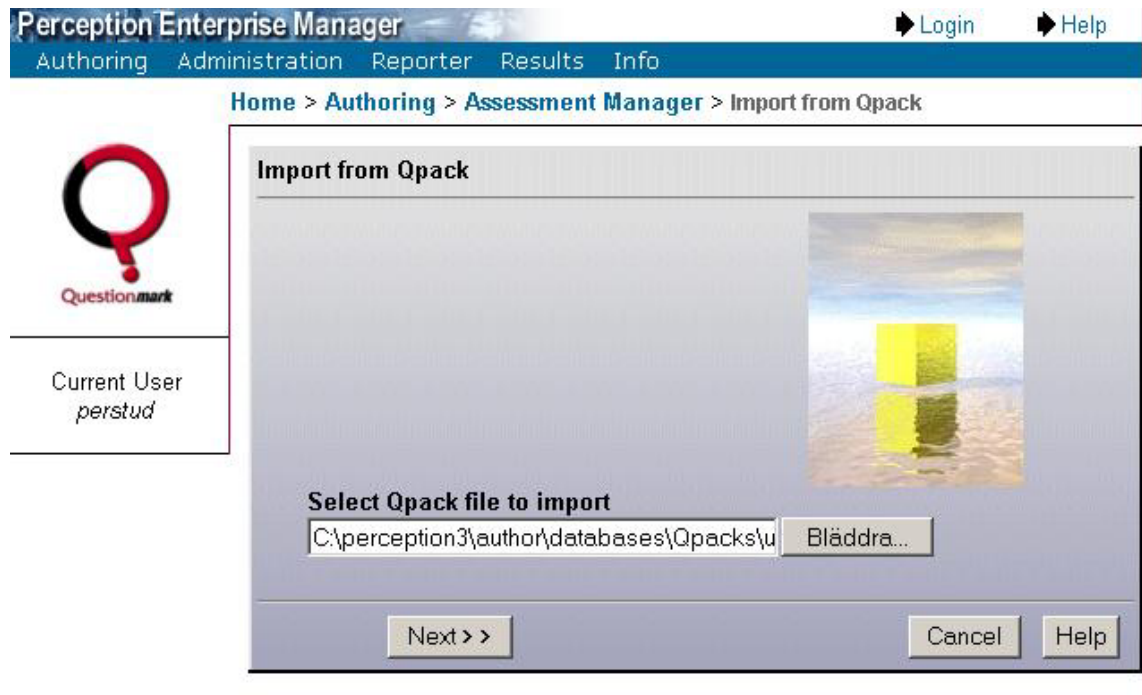 Perception Enterprise Manager Login Help
Authoring Administration Reporter Results Info
Home > Authoring > Assessment Manager > Import from Qpack
Import from Qpack
Questionmark
Current User
perstud
Select Qpack file to import
C:\perception3\author\databases\Qpacks\u Bläddra...
Next >> Cancel Help